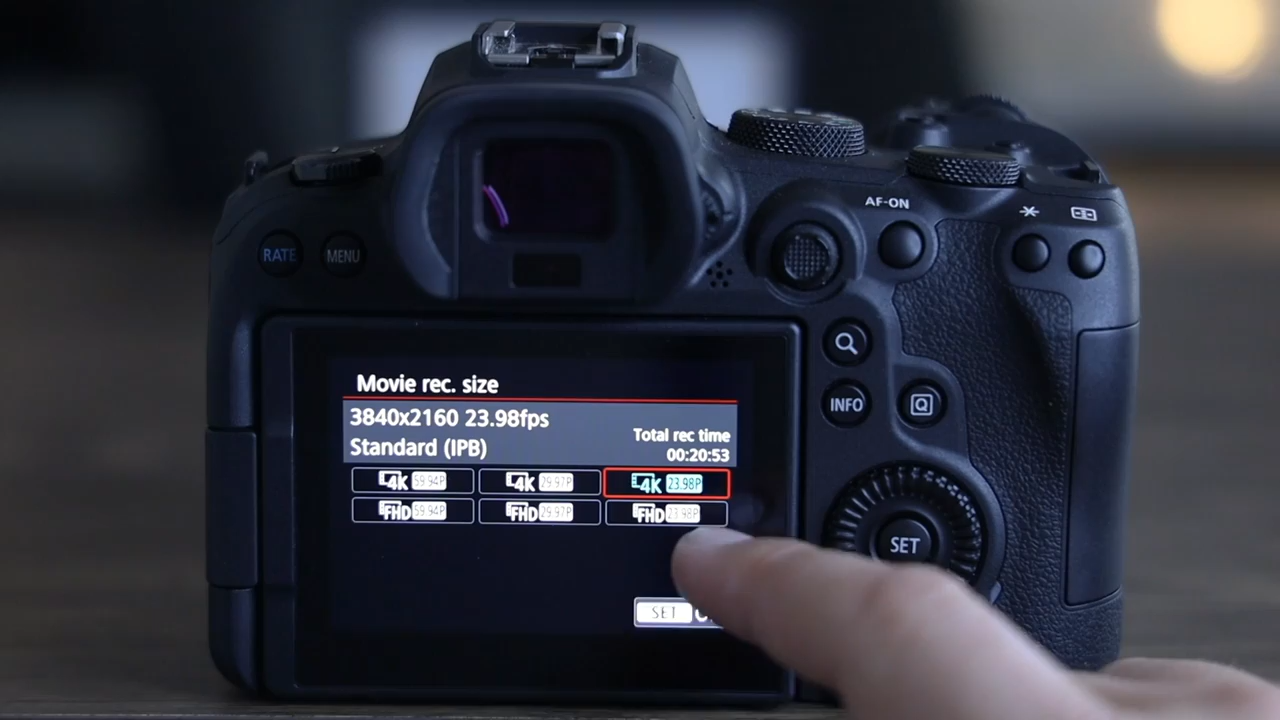 AF-ON
RATE MENU
INFO Q
SET
Movie rec. size
3840x2160 23.98fps
Standard (IPB)
Total rec time
00:20:53
4K 59.94P 4K 29.97P 4K 23.98P
FHD 59.94P FHD 29.97P FHD 23.98P
SET